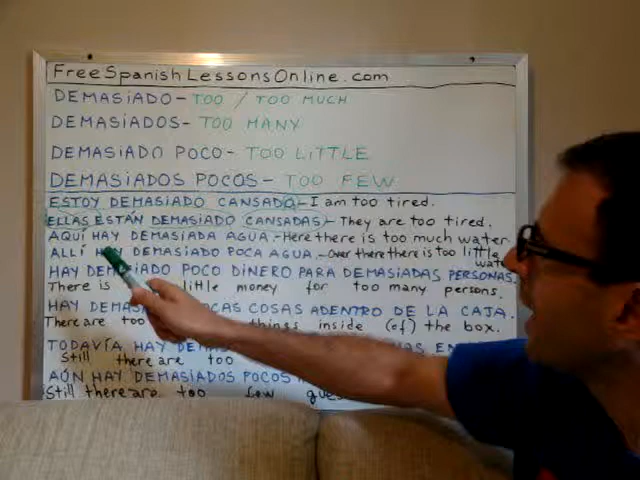 FreeSpanishLessonsOnline.com
DEMASiADO - TOO / TOO MUCH
DEMASiADOS - TOO MANY
DEMASiADO POCO - TOO LiTTLE
DEMASiADOS POCOS - TOO FEW
ESTOY DEMASiADO CANSADO - I am too tired.
ELLAS ESTÁN DEMASiADO CANSADAS - They are too tired.
AQUÍ HAY DEMASiADA AGUA - Here there is too much water
ALLÍ HAY DEMASiADO POCA AGUA - Over there there is too little water
HAY POCO DiNERO PARA DEMASiADAS PERSONAS.
There is little money for too many persons.
HAY COSAS ADENTRO DE LA CAJA.
There are too things inside (of) the box.
TODAVÍA HAY
Still there are too
AÚN HAY DEMASiADOS POCOS
Still there are too few